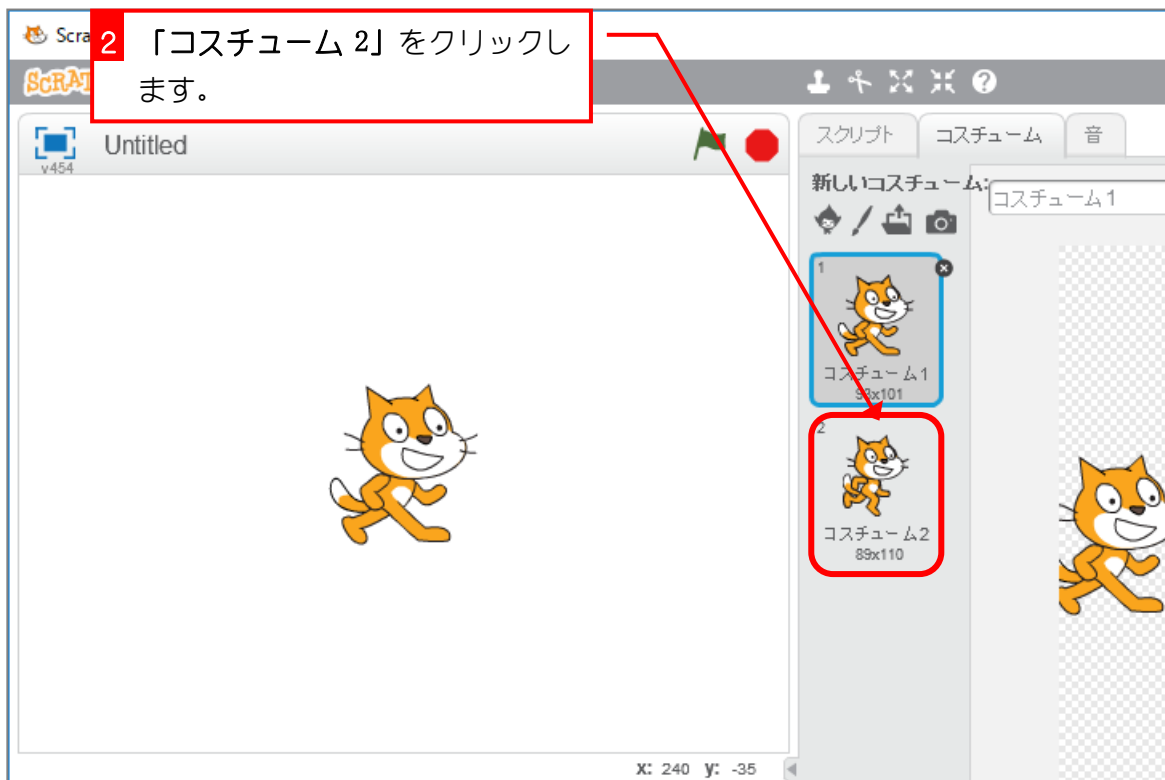 Scra
2 「コスチューム 2」をクリックし
ます。
SCRAT
Untitled
v454
スクリプト コスチューム 音
新しいコスチューム:
コスチューム1
1
コスチューム1
93x101
2
コスチューム2
89x110
x: 240 y: -35